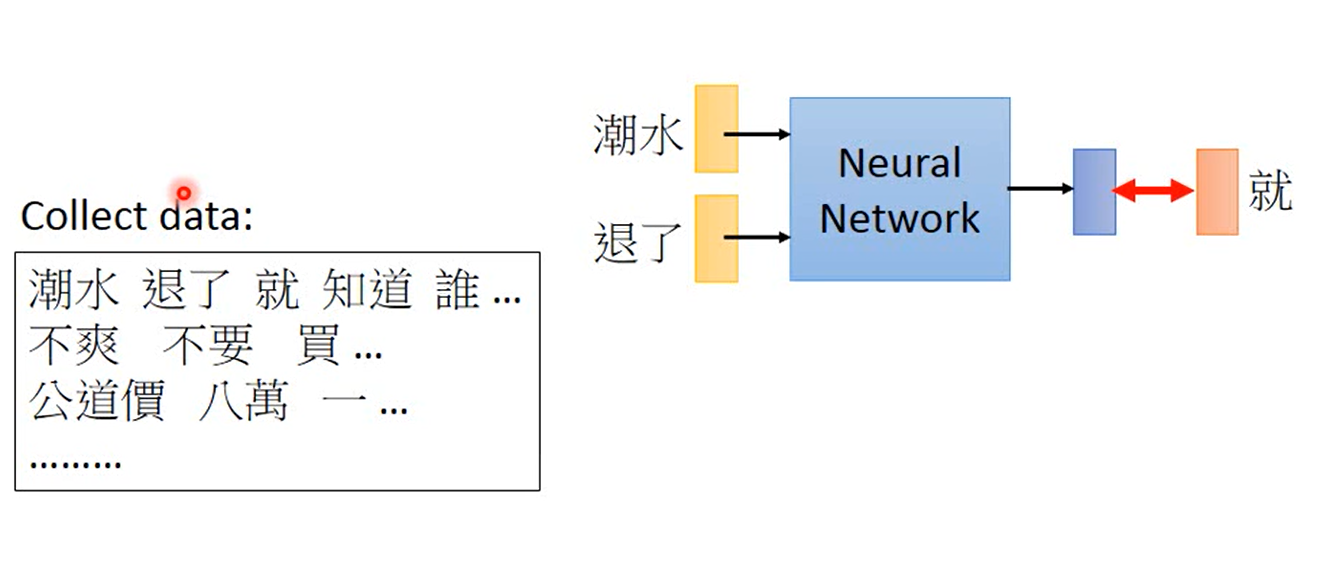 Collect data:
潮水 退了 就 知道 誰 ...
不爽 不要 買 ...
公道價 八萬 一 ...
.........
潮水
退了
Neural
Network
就